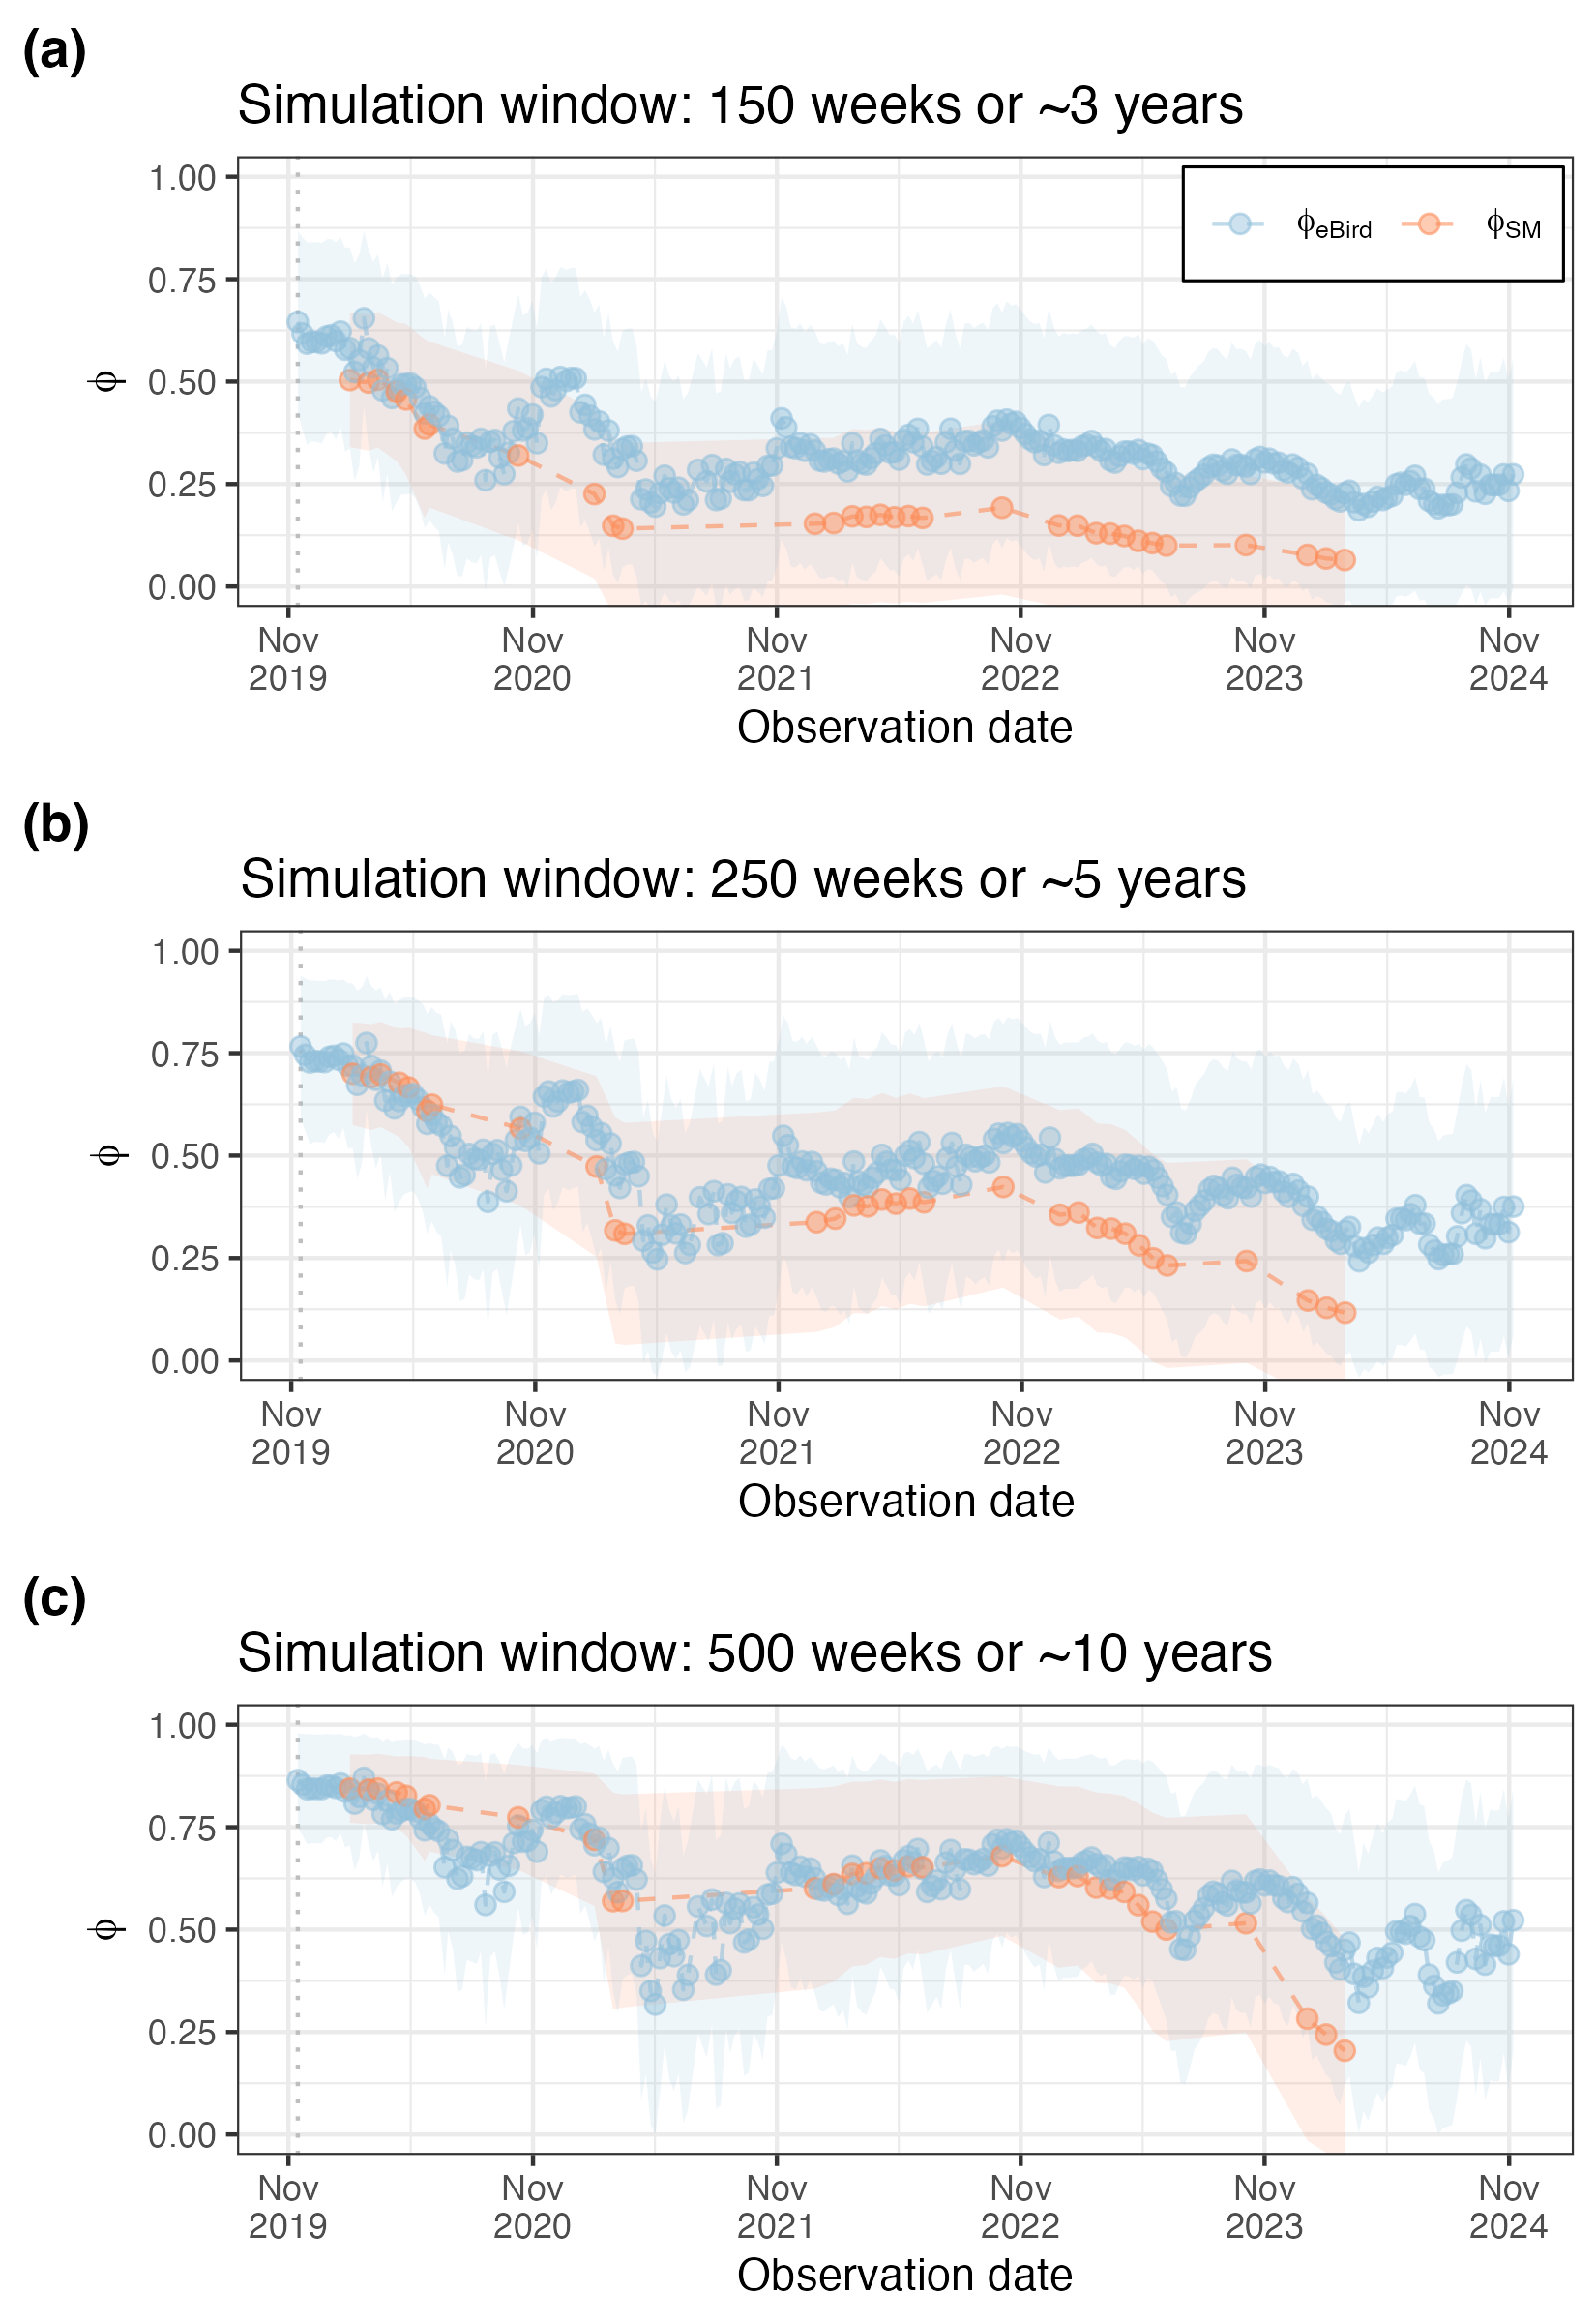 (a)
Simulation window: 150 weeks or ~3 years
1.00
0.75
0.50
0.25
0.00
ϕ
ϕeBird ϕSM
Nov Nov Nov Nov Nov Nov
2019 2020 2021 2022 2023 2024
Observation date
(b)
Simulation window: 250 weeks or ~5 years
1.00
0.75
0.50
0.25
0.00
ϕ
Nov Nov Nov Nov Nov Nov
2019 2020 2021 2022 2023 2024
Observation date
(c)
Simulation window: 500 weeks or ~10 years
1.00
0.75
0.50
0.25
0.00
ϕ
Nov Nov Nov Nov Nov Nov
2019 2020 2021 2022 2023 2024
Observation date